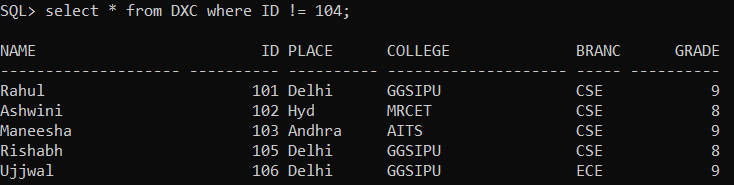 SQL> select * from DXC where ID != 104;
NAME                         ID PLACE      COLLEGE              BRANC      GRADE
-------------------- ---------- ---------- -------------------- ----- ----------
Rahul                       101 Delhi      GGSIPU               CSE            9
Ashwini                     102 Hyd        MRCET                CSE            8
Maneesha                    103 Andhra     AITS                 CSE            9
Rishabh                     105 Delhi      GGSIPU               CSE            8
Ujjwal                      106 Delhi      GGSIPU               ECE            9